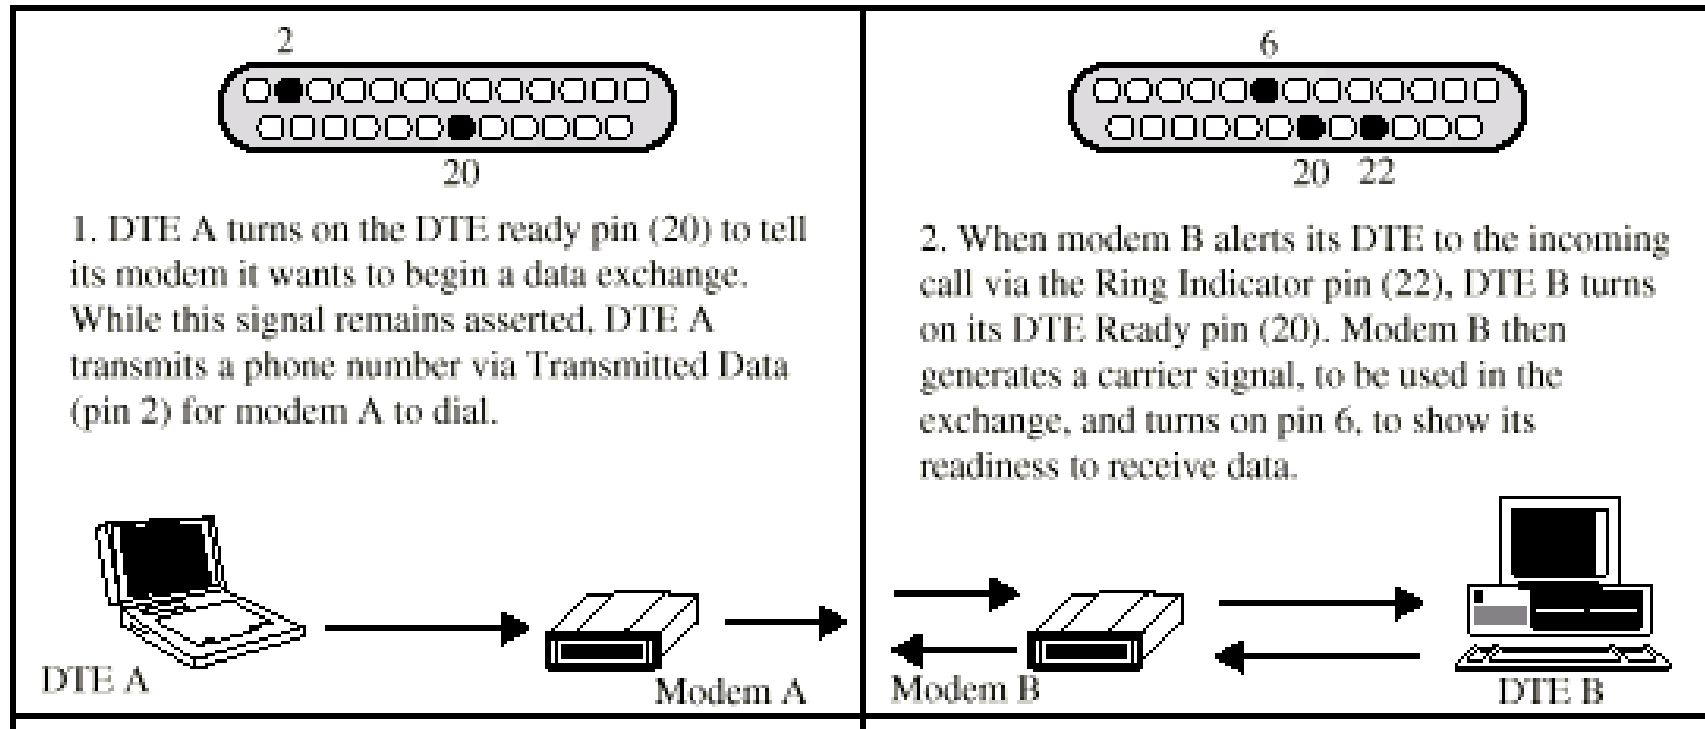 2
20
1. DTE A turns on the DTE ready pin (20) to tell
its modem it wants to begin a data exchange.
While this signal remains asserted, DTE A
transmits a phone number via Transmitted Data
(pin 2) for modem A to dial.
DTE A
Modem A
6
20 22
2. When modem B alerts its DTE to the incoming
call via the Ring Indicator pin (22), DTE B turns
on its DTE Ready pin (20). Modem B then
generates a carrier signal, to be used in the
exchange, and turns on pin 6, to show its
readiness to receive data.
Modem B
DTE B